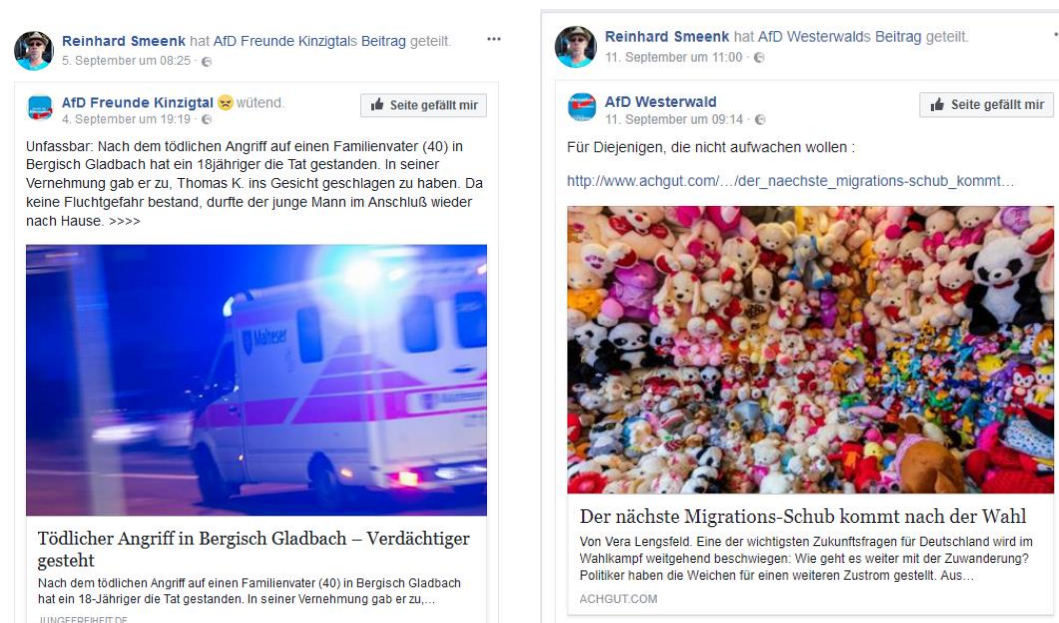 Reinhard Smeenk hat AfD Freunde Kinzigtals Beitrag geteilt.
5. September um 08:25 ·
AfD Freunde Kinzigtal 😠 wütend.
4. September um 19:19 ·
Seite gefällt mir
Unfassbar: Nach dem tödlichen Angriff auf einen Familienvater (40) in
Bergisch Gladbach hat ein 18jähriger die Tat gestanden. In seiner
Vernehmung gab er zu, Thomas K. ins Gesicht geschlagen zu haben. Da
keine Fluchtgefahr bestand, durfte der junge Mann im Anschluß wieder
nach Hause. >>>>
Malteser
Tödlicher Angriff in Bergisch Gladbach – Verdächtiger
gesteht
Nach dem tödlichen Angriff auf einen Familienvater (40) in Bergisch Gladbach
hat ein 18-Jähriger die Tat gestanden. In seiner Vernehmung gab er zu,...
JUNGEFREIHEIT.DE
Reinhard Smeenk hat AfD Westerwalds Beitrag geteilt.
11. September um 11:00 ·
AfD Westerwald
11. September um 09:14 ·
Seite gefällt mir
Für Diejenigen, die nicht aufwachen wollen :
http://www.achgut.com/…/der_naechste_migrations-schub_kommt…
Der nächste Migrations-Schub kommt nach der Wahl
Von Vera Lengsfeld. Eine der wichtigsten Zukunftsfragen für Deutschland wird im
Wahlkampf weitgehend beschwiegen: Wie geht es weiter mit der Zuwanderung?
Politiker haben die Weichen für einen weiteren Zustrom gestellt. Aus...
ACHGUT.COM